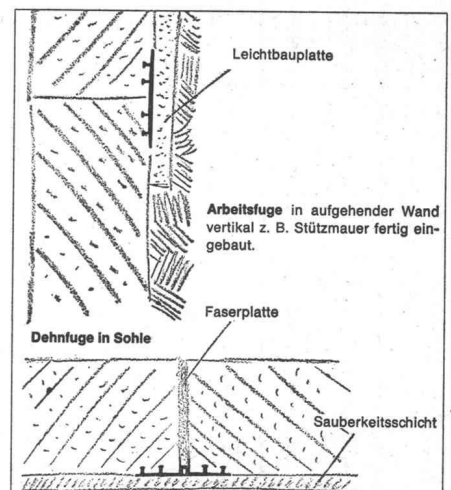 Leichtbauplatte
Arbeitsfuge in aufgehender Wand
vertikal z. B. Stützmauer fertig ein-
gebaut.
Faserplatte
Dehnfuge in Sohle
Sauberkeitsschicht